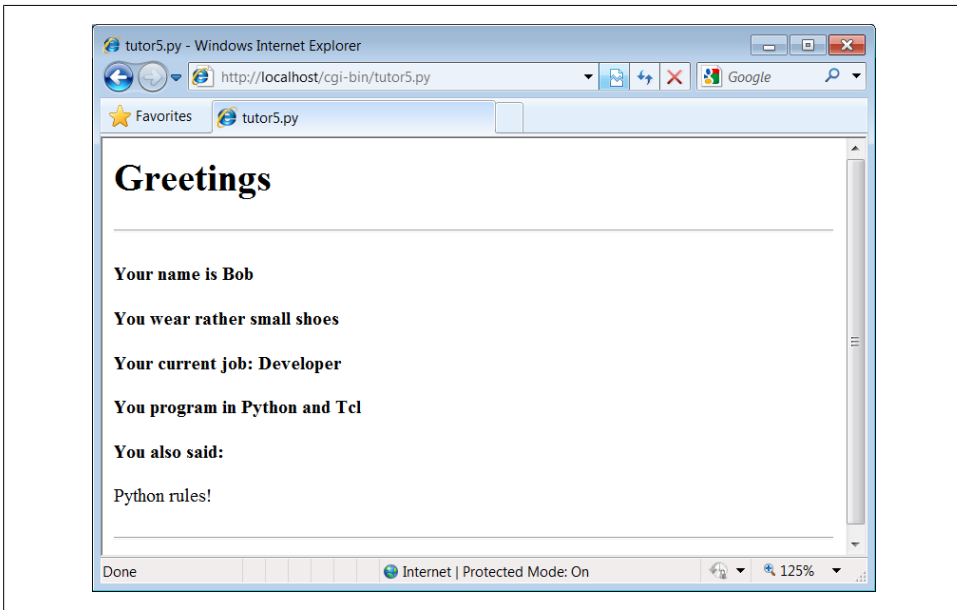 tutor5.py - Windows Internet Explorer
http://localhost/cgi-bin/tutor5.py
Google
Favorites
tutor5.py
Greetings
Your name is Bob
You wear rather small shoes
Your current job: Developer
You program in Python and Tcl
You also said:
Python rules!
Done
Internet | Protected Mode: On
125%